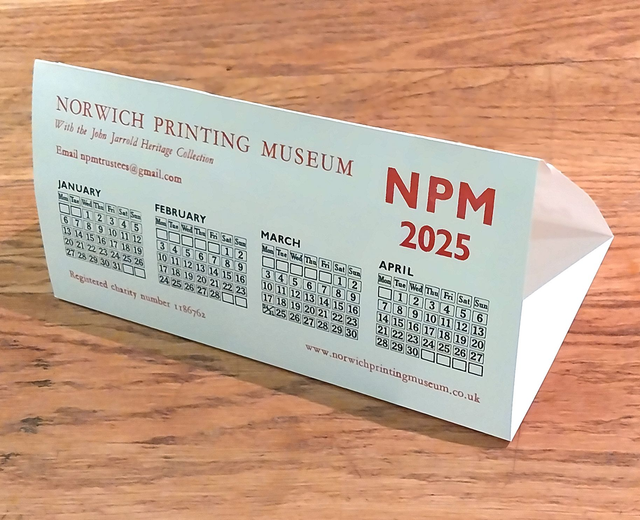 NORWICH PRINTING MUSEUM
With the John Jarrold Heritage Collection
Email npmtrustees@gmail.com
NPM
2025
JANUARY
Mon Tue Wed Thu Fri Sat Sun
1 2 3 4 5
6 7 8 9 10 11 12
13 14 15 16 17 18 19
20 21 22 23 24 25 26
27 28 29 30 31
FEBRUARY
Mon Tue Wed Thu Fri Sat Sun
1 2
3 4 5 6 7 8 9
10 11 12 13 14 15 16
17 18 19 20 21 22 23
24 25 26 27 28
MARCH
Mon Tue Wed Thu Fri Sat Sun
1 2
3 4 5 6 7 8 9
10 11 12 13 14 15 16
17 18 19 20 21 22 23
25 26 27 28 29 30
APRIL
Mon Tue Wed Thu Fri Sat Sun
1 2 3 4 5 6
7 8 9 10 11 12 13
14 15 16 17 18 19 20
21 22 23 24 25 26 27
28 29 30
Registered charity number 1186762
www.norwichprintingmuseum.co.uk